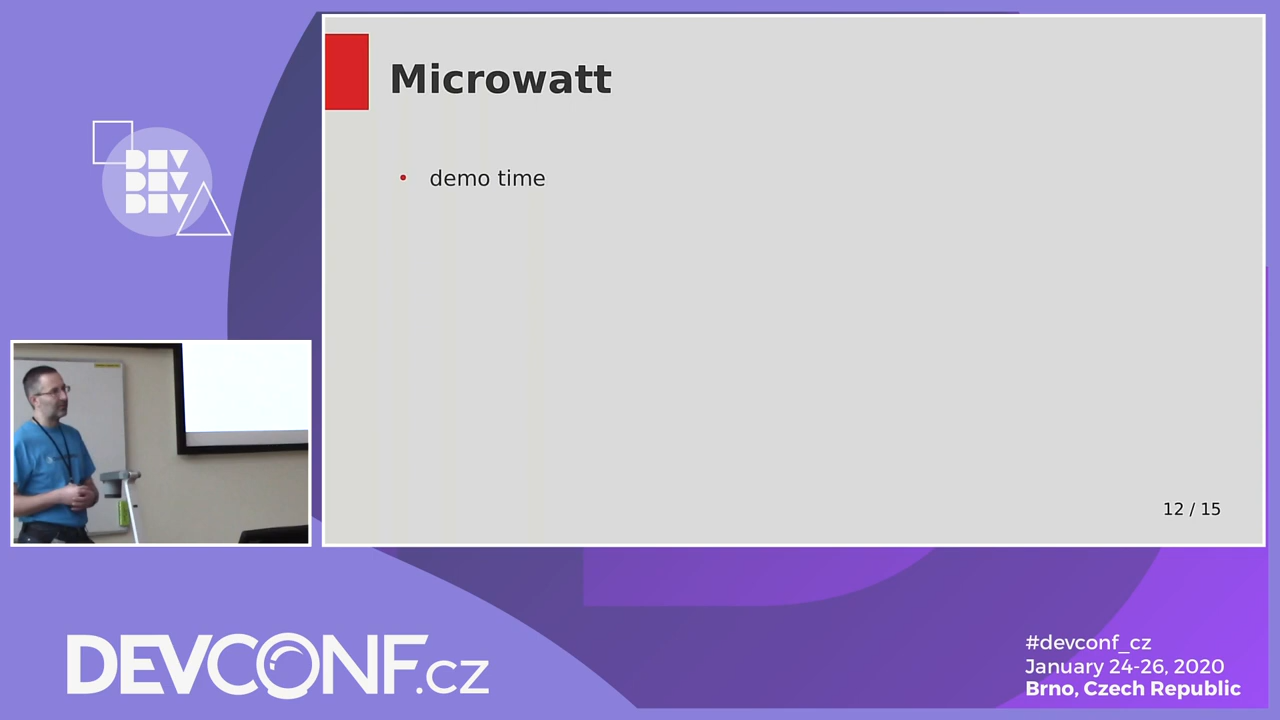 Microwatt
• demo time
12 / 15
DEV
DEV
DEV
DEVCONF.cz
#devconf_cz
January 24-26, 2020
Brno, Czech Republic